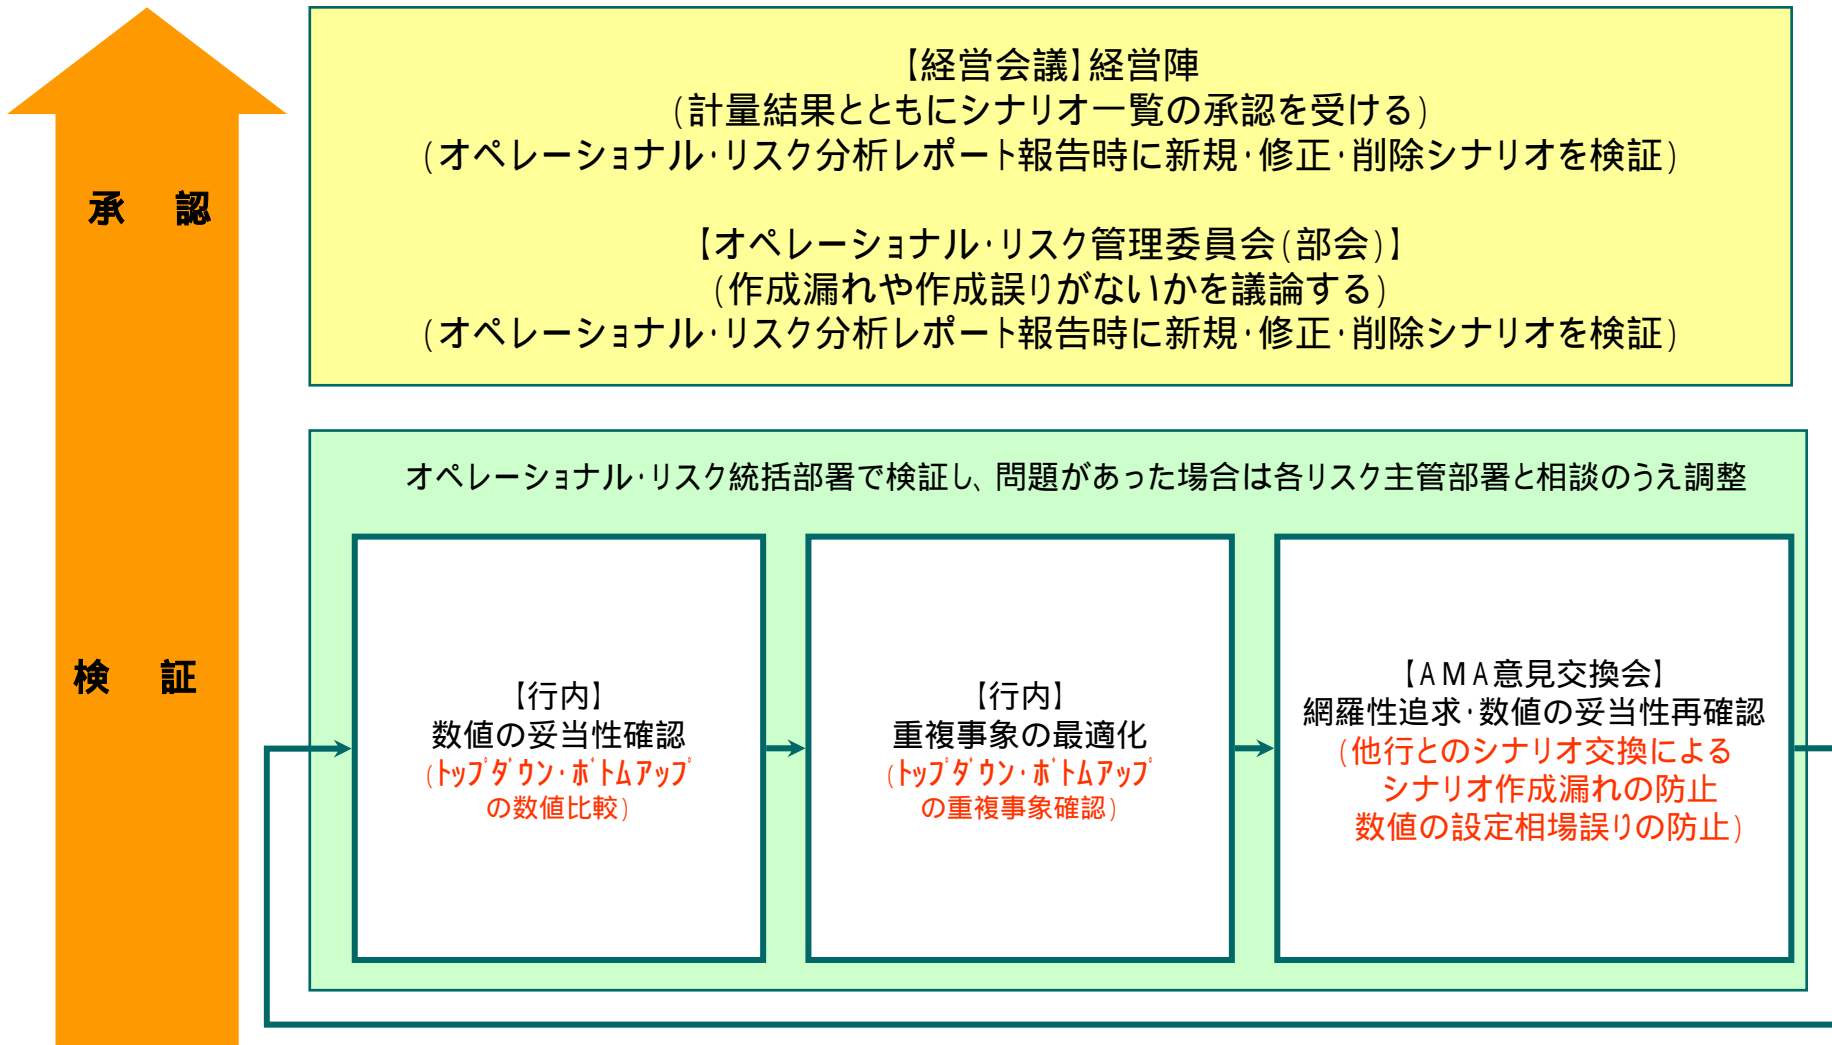 【経営会議】経営陣
(計量結果とともにシナリオ一覧の承認を受ける)
(オペレーショナル・リスク分析レポート報告時に新規・修正・削除シナリオを検証)
【オペレーショナル・リスク管理委員会(部会)】
(作成漏れや作成誤りがないかを議論する)
(オペレーショナル・リスク分析レポート報告時に新規・修正・削除シナリオを検証)
承 認
オペレーショナル・リスク統括部署で検証し、問題があった場合は各リスク主管部署と相談のうえ調整
検 証
【行内】
数値の妥当性確認
(ﾄｯﾌﾟﾀﾞｳﾝ・ﾎﾞﾄﾑｱｯﾌﾟ
の数値比較)
【行内】
重複事象の最適化
(ﾄｯﾌﾟﾀﾞｳﾝ・ﾎﾞﾄﾑｱｯﾌﾟ
の重複事象確認)
【AMA意見交換会】
網羅性追求・数値の妥当性再確認
(他行とのシナリオ交換による
シナリオ作成漏れの防止
数値の設定相場誤りの防止)